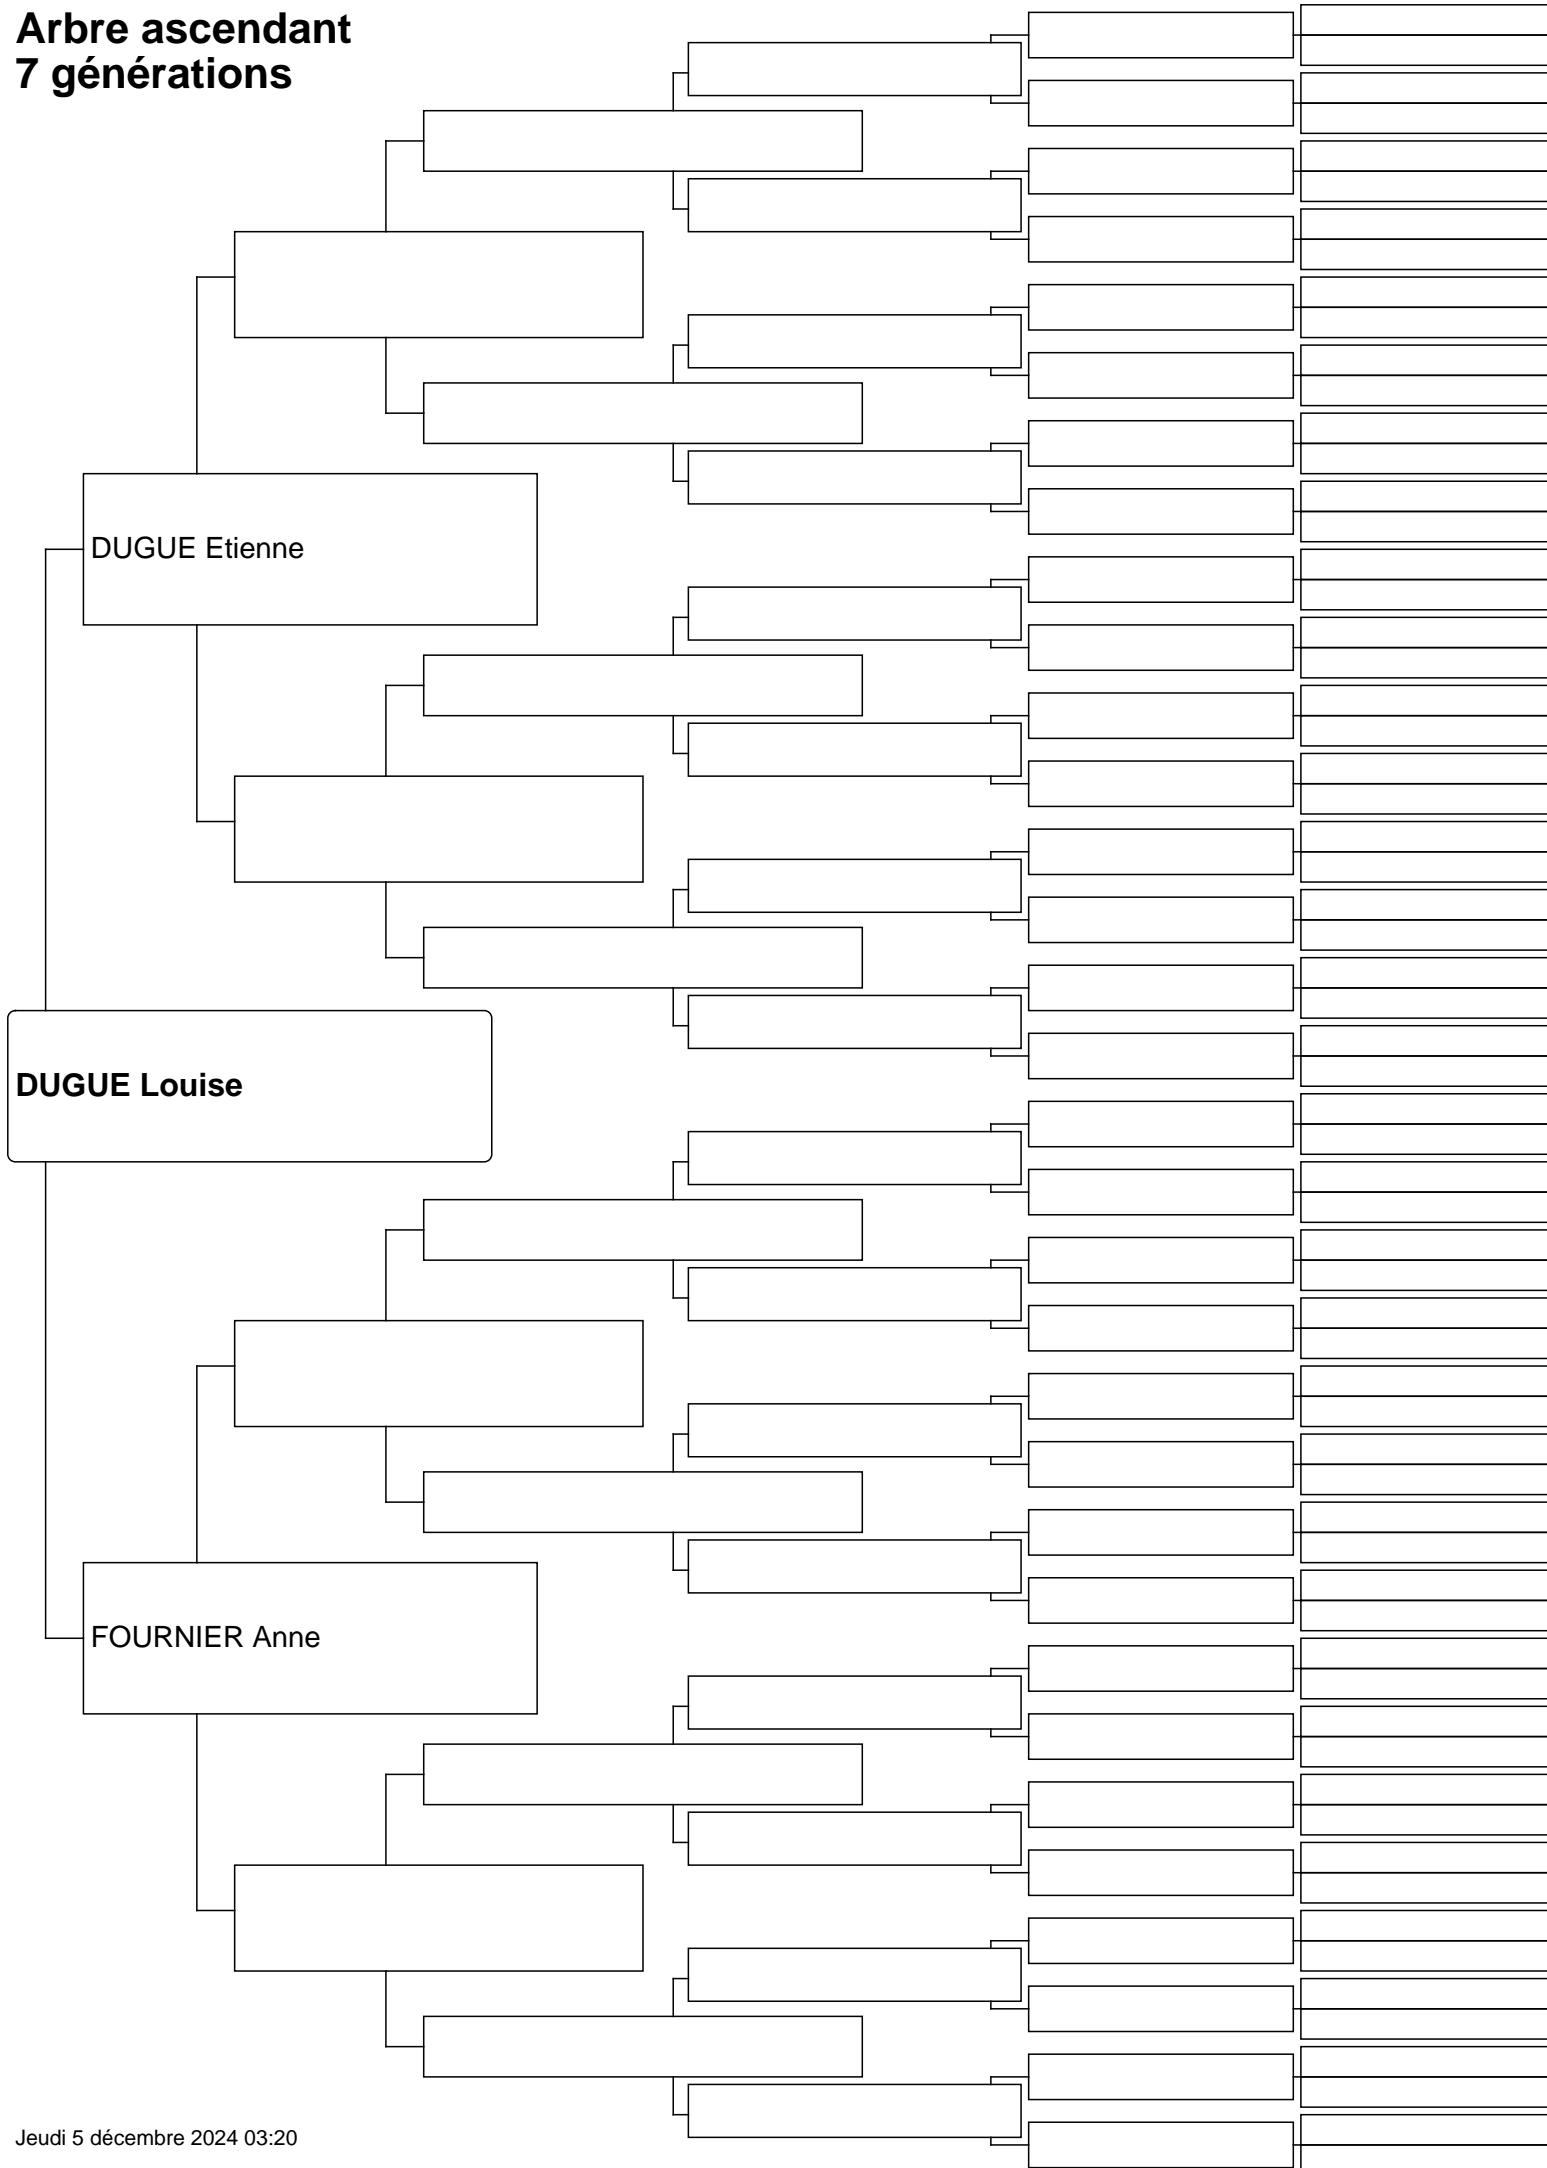 Arbre ascendant
7 générations
DUGUE Etienne
DUGUE Louise
FOURNIER Anne
Jeudi 5 décembre 2024 03:20